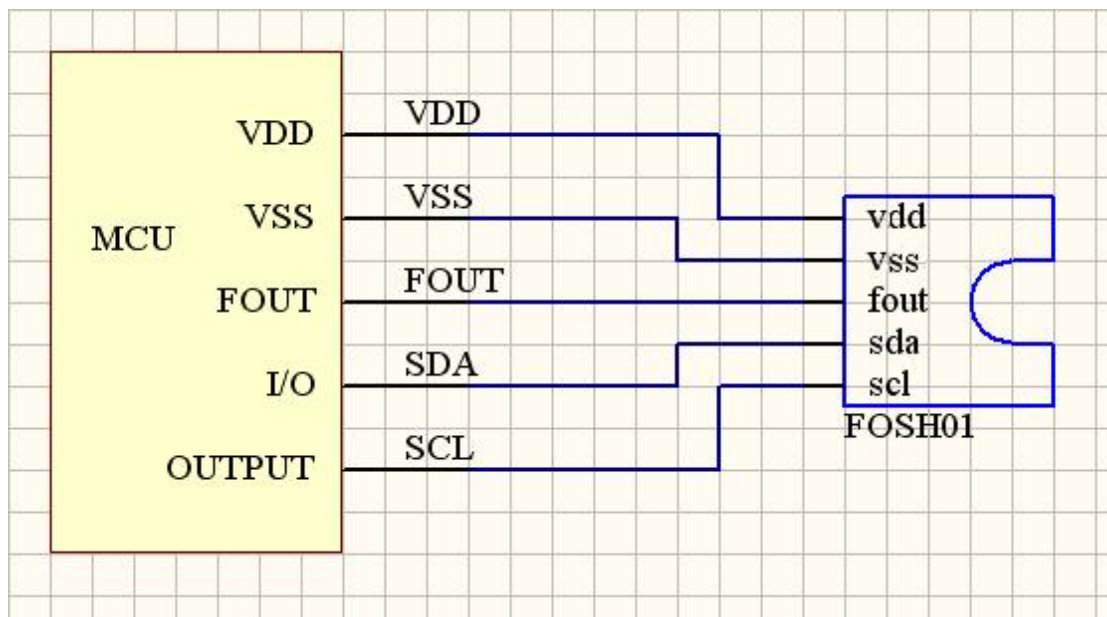 VDD
VDD
VSS
VSS
MCU
FOUT
FOUT
I/O
SDA
OUTPUT
SCL
vdd
vss
fout
sda
scl
FOSH01